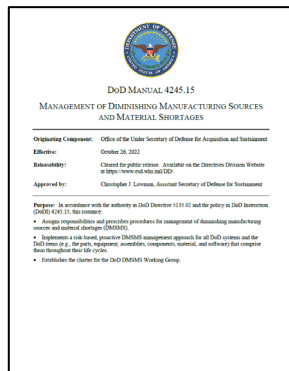 DEPARTMENT OF DEFENSE
UNITED STATES OF AMERICA
DOD MANUAL 4245.15
MANAGEMENT OF DIMINISHING MANUFACTURING SOURCES
AND MATERIAL SHORTAGES
Originating Component: Office of the Under Secretary of Defense for Acquisition and Sustainment
Effective: October 26, 2022
Releasability: Cleared for public release. Available on the Directives Division Website
at https://www.esd.whs.mil/DD/.
Approved by: Christopher J. Lowman, Assistant Secretary of Defense for Sustainment
Purpose: In accordance with the authority in DoD Directive 5135.02 and the policy in DoD Instruction
(DoDI) 4245.15, this issuance:
• Assigns responsibilities and prescribes procedures for management of diminishing manufacturing
sources and material shortages (DMSMS).
• Implements a risk-based, proactive DMSMS management approach for all DoD systems and the
DoD items (e.g., the parts, equipment, assemblies, components, material, and software) that comprise
them throughout their life cycles.
• Establishes the charter for the DoD DMSMS Working Group.